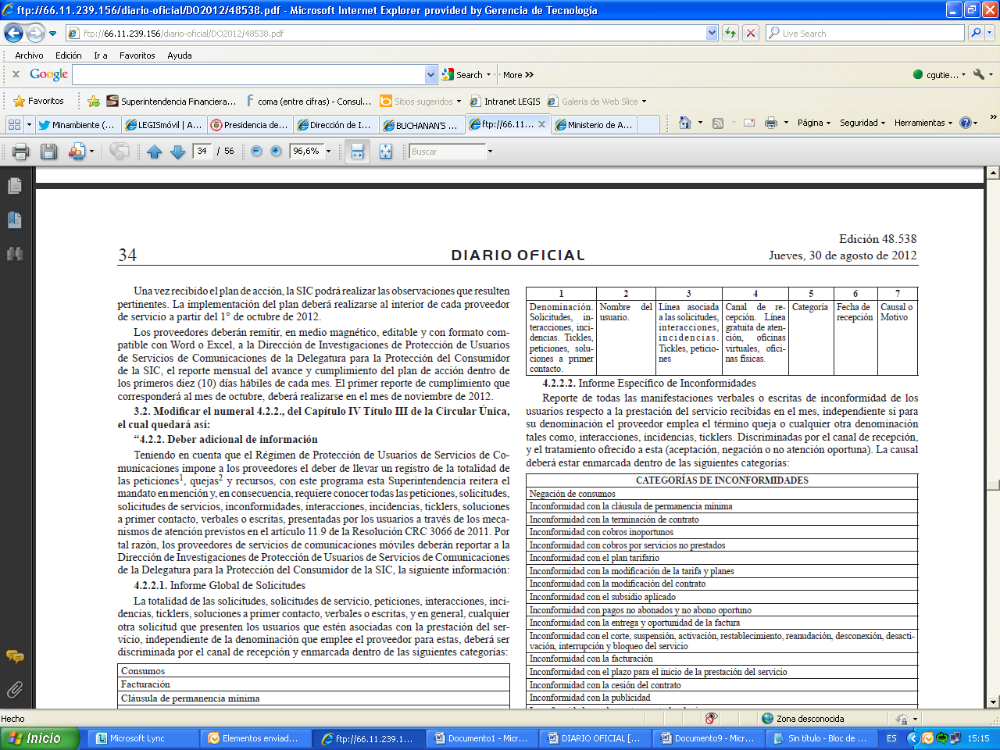 ftp://66.11.239.156/diario-oficial/DO2012/48538.pdf - Microsoft Internet Explorer provided by Gerencia de Tecnología
ftp://66.11.239.156/diario-oficial/DO2012/48538.pdf
Live Search
Archivo Edición Ir a Favoritos Ayuda
x Google Search More cgutie...
Favoritos Superintendencia Financiera... coma (entre cifras) - Consul... Sitios sugeridos Intranet LEGIS Galería de Web Slice
Minambiente (... LEGISmóvil | A... Presidencia de... Dirección de I... BUCHANAN'S ... ftp://66.11.... Ministerio de A... Página Seguridad Herramientas
34 / 56 96,6% Buscar
Edición 48.538
34 DIARIO OFICIAL Jueves, 30 de agosto de 2012
Una vez recibido el plan de acción, la SIC podrá realizar las observaciones que resulten
pertinentes. La implementación del plan deberá realizarse al interior de cada proveedor
de servicio a partir del 1° de octubre de 2012.
Los proveedores deberán remitir, en medio magnético, editable y con formato com-
patible con Word o Excel, a la Dirección de Investigaciones de Protección de Usuarios
de Servicios de Comunicaciones de la Delegatura para la Protección del Consumidor
de la SIC, el reporte mensual del avance y cumplimiento del plan de acción dentro de
los primeros diez (10) días hábiles de cada mes. El primer reporte de cumplimiento que
corresponderá al mes de octubre, deberá realizarse en el mes de noviembre de 2012.
3.2. Modificar el numeral 4.2.2., del Capítulo IV Título III de la Circular Única,
el cual quedará así:
“4.2.2. Deber adicional de información
Teniendo en cuenta que el Régimen de Protección de Usuarios de Servicios de Co-
municaciones impone a los proveedores el deber de llevar un registro de la totalidad de
las peticiones1, quejas2 y recursos, con este programa esta Superintendencia reitera el
mandato en mención y, en consecuencia, requiere conocer todas las peticiones, solicitudes,
solicitudes de servicios, inconformidades, interacciones, incidencias, ticklers, soluciones
a primer contacto, verbales o escritas, presentadas por los usuarios a través de los meca-
nismos de atención previstos en el artículo 11.9 de la Resolución CRC 3066 de 2011. Por
tal razón, los proveedores de servicios de comunicaciones móviles deberán reportar a la
Dirección de Investigaciones de Protección de Usuarios de Servicios de Comunicaciones
de la Delegatura para la Protección del Consumidor de la SIC, la siguiente información:
4.2.2.1. Informe Global de Solicitudes
La totalidad de las solicitudes, solicitudes de servicio, peticiones, interacciones, inci-
dencias, ticklers, soluciones a primer contacto, verbales o escritas, y en general, cualquier
otra solicitud que presenten los usuarios que estén asociadas con la prestación del ser-
vicio, independiente de la denominación que emplee el proveedor para estas, deberá ser
discriminada por el canal de recepción y enmarcada dentro de las siguientes categorías:
Consumos
Facturación
Cláusula de permanencia mínima
1 2 3 4 5 6 7
Denominación. Nombre del Línea asociada Canal de re- Categoría Fecha de Causal o
Solicitudes, in- usuario. a las solicitudes, cepción. Línea recepción Motivo
teracciones, inci- interacciones, gratuita de aten-
dencias. Tickles, incidencias. ción, oficinas
peticiones, solu- Tickles, peticio- virtuales, ofici-
ciones a primer nes nas físicas.
contacto.
4.2.2.2. Informe Específico de Inconformidades
Reporte de todas las manifestaciones verbales o escritas de inconformidad de los
usuarios respecto a la prestación del servicio recibidas en el mes, independiente si para
su denominación el proveedor emplea el término queja o cualquier otra denominación
tales como, interacciones, incidencias, ticklers. Discriminadas por el canal de recepción,
y el tratamiento ofrecido a esta (aceptación, negación o no atención oportuna). La causal
deberá estar enmarcada dentro de las siguientes categorías:
CATEGORÍAS DE INCONFORMIDADES
Negación de consumos
Inconformidad con la cláusula de permanencia mínima
Inconformidad con la terminación de contrato
Inconformidad con cobros inoportunos
Inconformidad con cobros por servicios no prestados
Inconformidad con el plan tarifario
Inconformidad con la modificación de la tarifa y planes
Inconformidad con la modificación del contrato
Inconformidad con el subsidio aplicado
Inconformidad con pagos no abonados y no abono oportuno
Inconformidad con la entrega y oportunidad de la factura
Inconformidad con el corte, suspensión, activación, restablecimiento, reanudación, desconexión, desacti-
vación, interrupción y bloqueo del servicio
Inconformidad con la facturación
Inconformidad con el plazo para el inicio de la prestación del servicio
Inconformidad con la cesión del contrato
Inconformidad con la publicidad
Hecho Zona desconocida
Inicio Microsoft Lync Elementos enviad... ftp://66.11.239.1... Documento1 - Micr... DIARIO OFICIAL [... Documento9 - Micr... Sin título - Bloc de ... ES 15:15